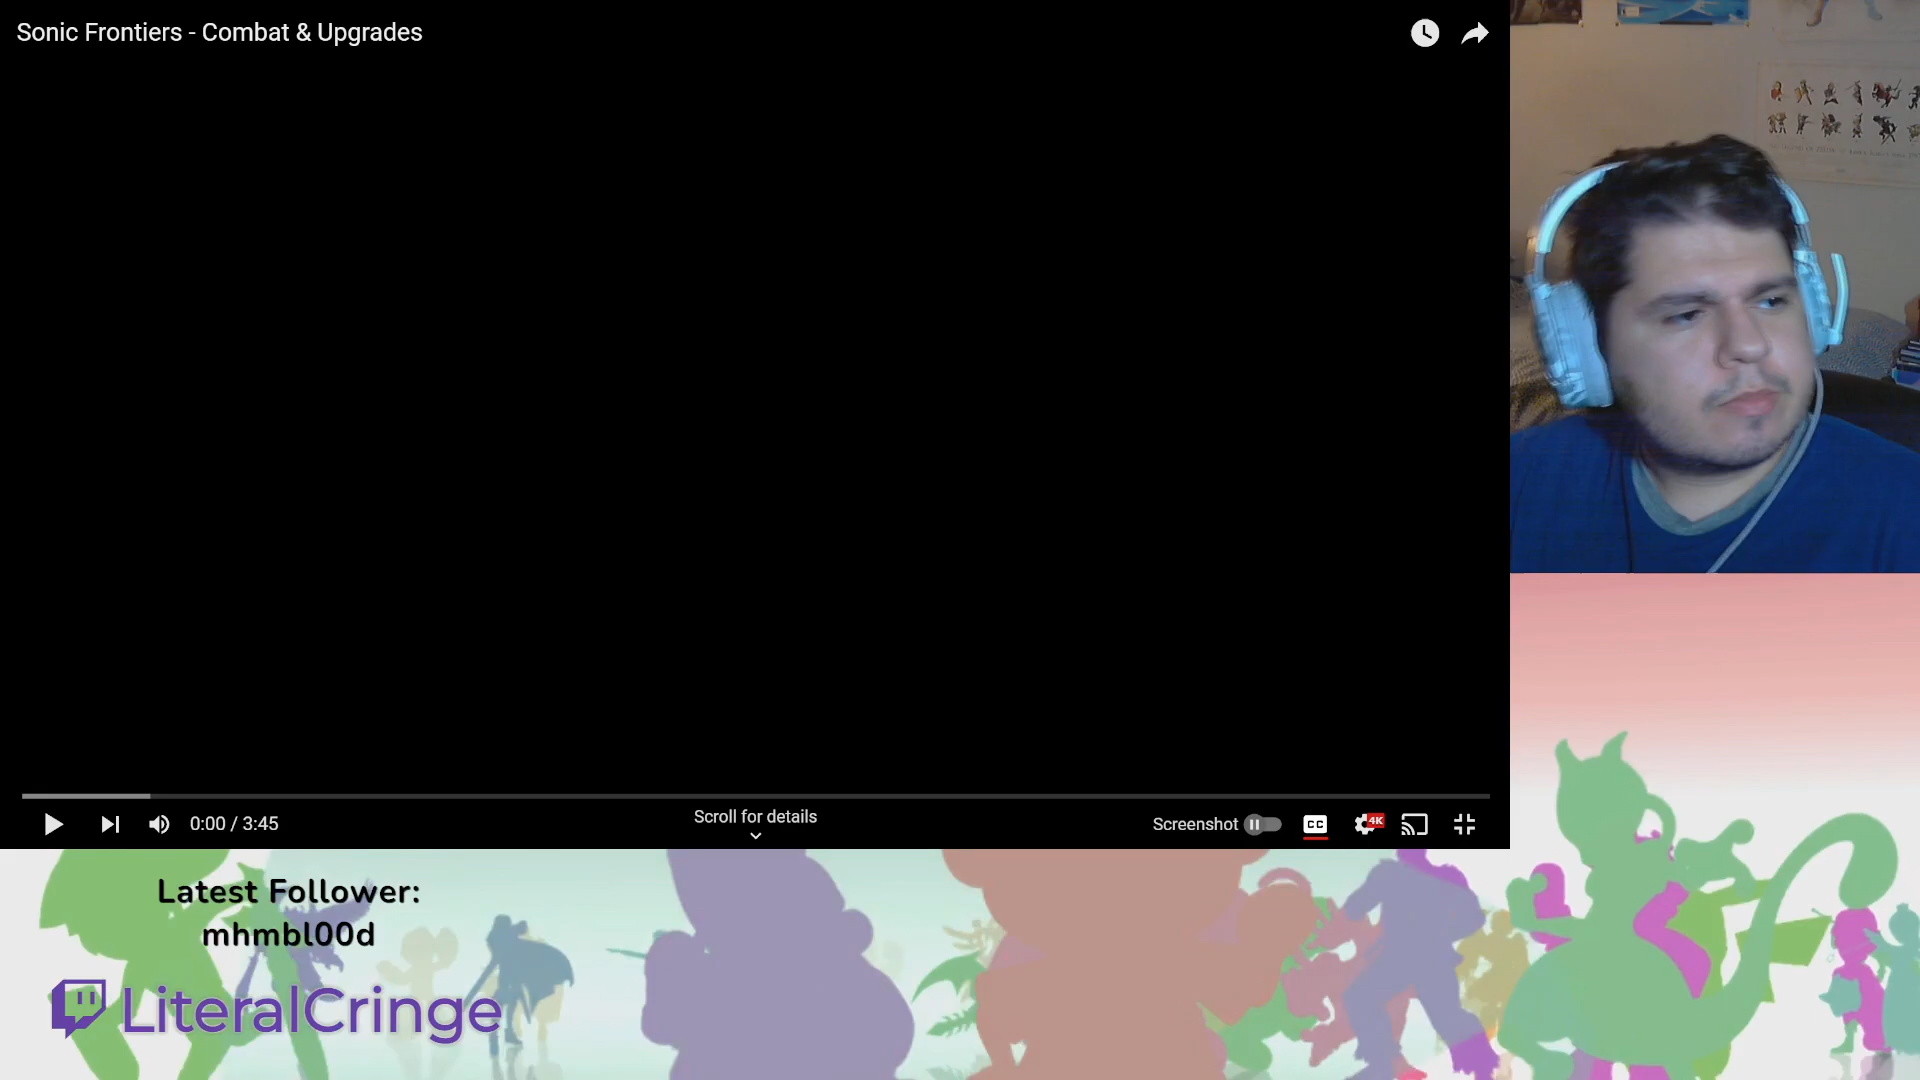 Sonic Frontiers - Combat & Upgrades
0:00 / 3:45
Scroll for details
Screenshot
CC
4K
Latest Follower:
mhmbl00d
LiteralCringe